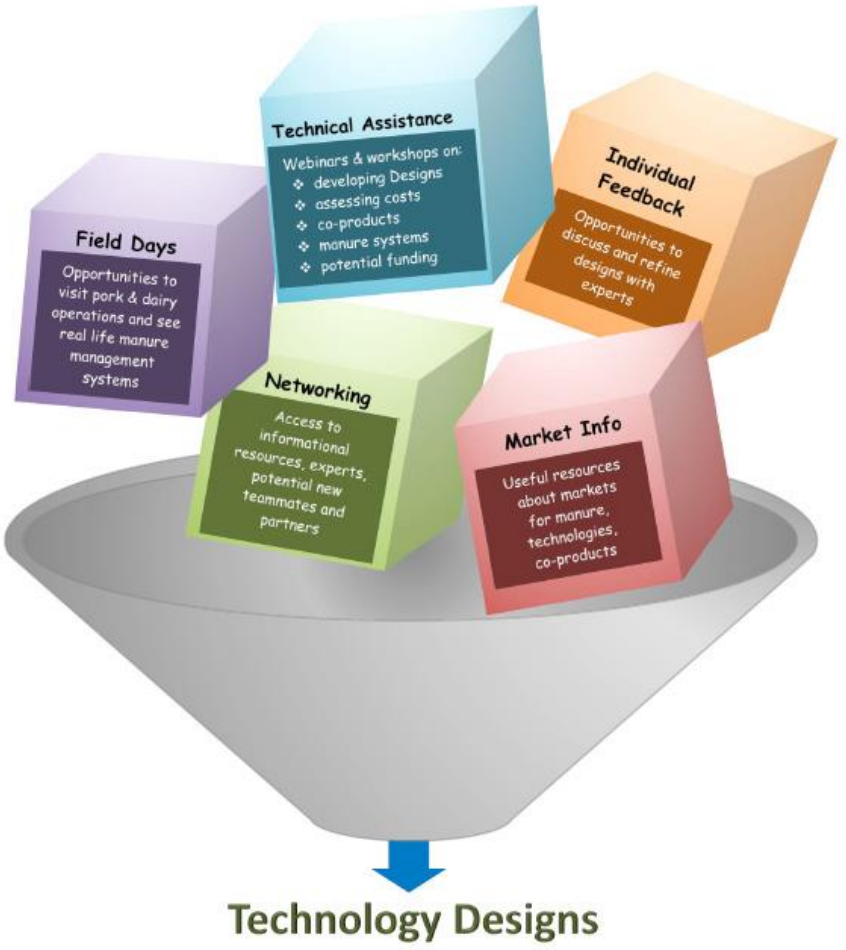 Technical Assistance
Webinars & workshops on:
❖ developing Designs
❖ assessing costs
❖ co-products
❖ manure systems
❖ potential funding
Individual
Feedback
Opportunities to
discuss and refine
designs with
experts
Field Days
Opportunities to
visit pork & dairy
operations and see
real life manure
management
systems
Networking
Access to
informational
resources, experts,
potential new
teammates and
partners
Market Info
Useful resources
about markets
for manure,
technologies,
co-products
Technology Designs